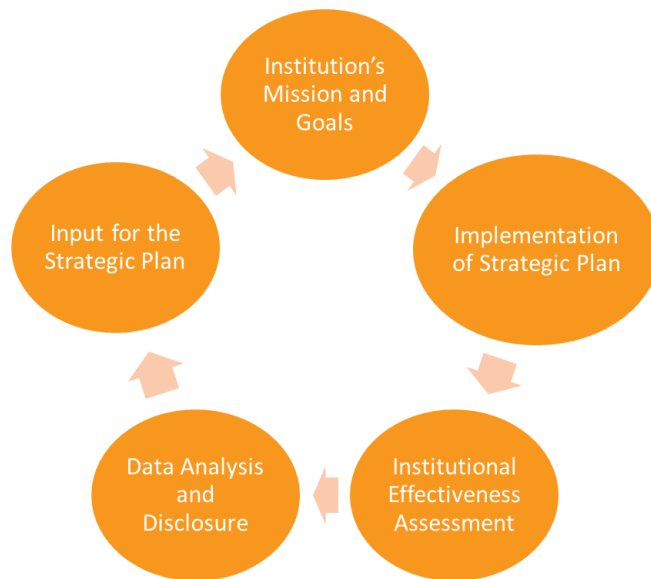 Institution's
Mission and
Goals
Implementation
of Strategic Plan
Institutional
Effectiveness
Assessment
Data Analysis
and
Disclosure
Input for the
Strategic Plan